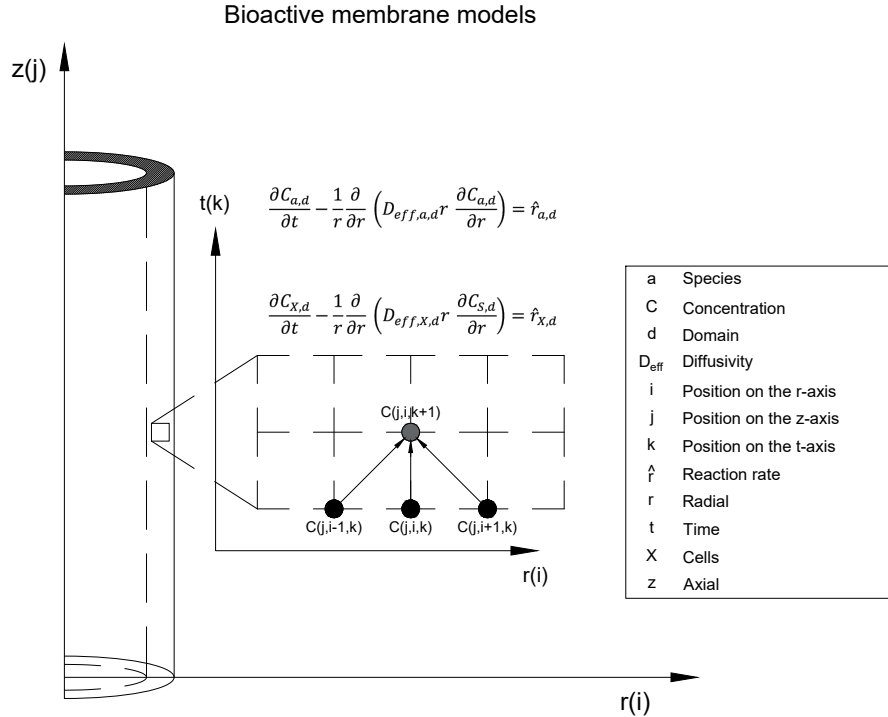 Bioactive membrane models
z(j)
t(k)
∂C_{a,d}/∂t − 1/r ∂/∂r (D_{eff,a,d} r ∂C_{a,d}/∂r) = r̂_{a,d}
∂C_{X,d}/∂t − 1/r ∂/∂r (D_{eff,X,d} r ∂C_{S,d}/∂r) = r̂_{X,d}
C(j,i,k+1)
C(j,i-1,k) C(j,i,k) C(j,i+1,k)
r(i)
a Species
C Concentration
d Domain
D_{eff} Diffusivity
i Position on the r-axis
j Position on the z-axis
k Position on the t-axis
r̂ Reaction rate
r Radial
t Time
X Cells
z Axial
r(i)